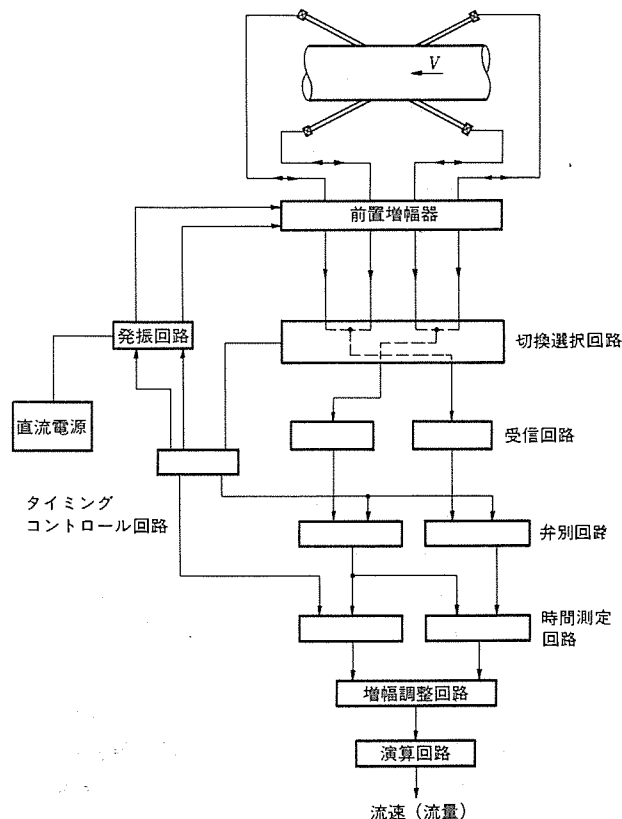 V
前置増幅器
発振回路
切換選択回路
直流電源
受信回路
タイミング
コントロール回路
弁別回路
時間測定
回路
増幅調整回路
演算回路
流速（流量）